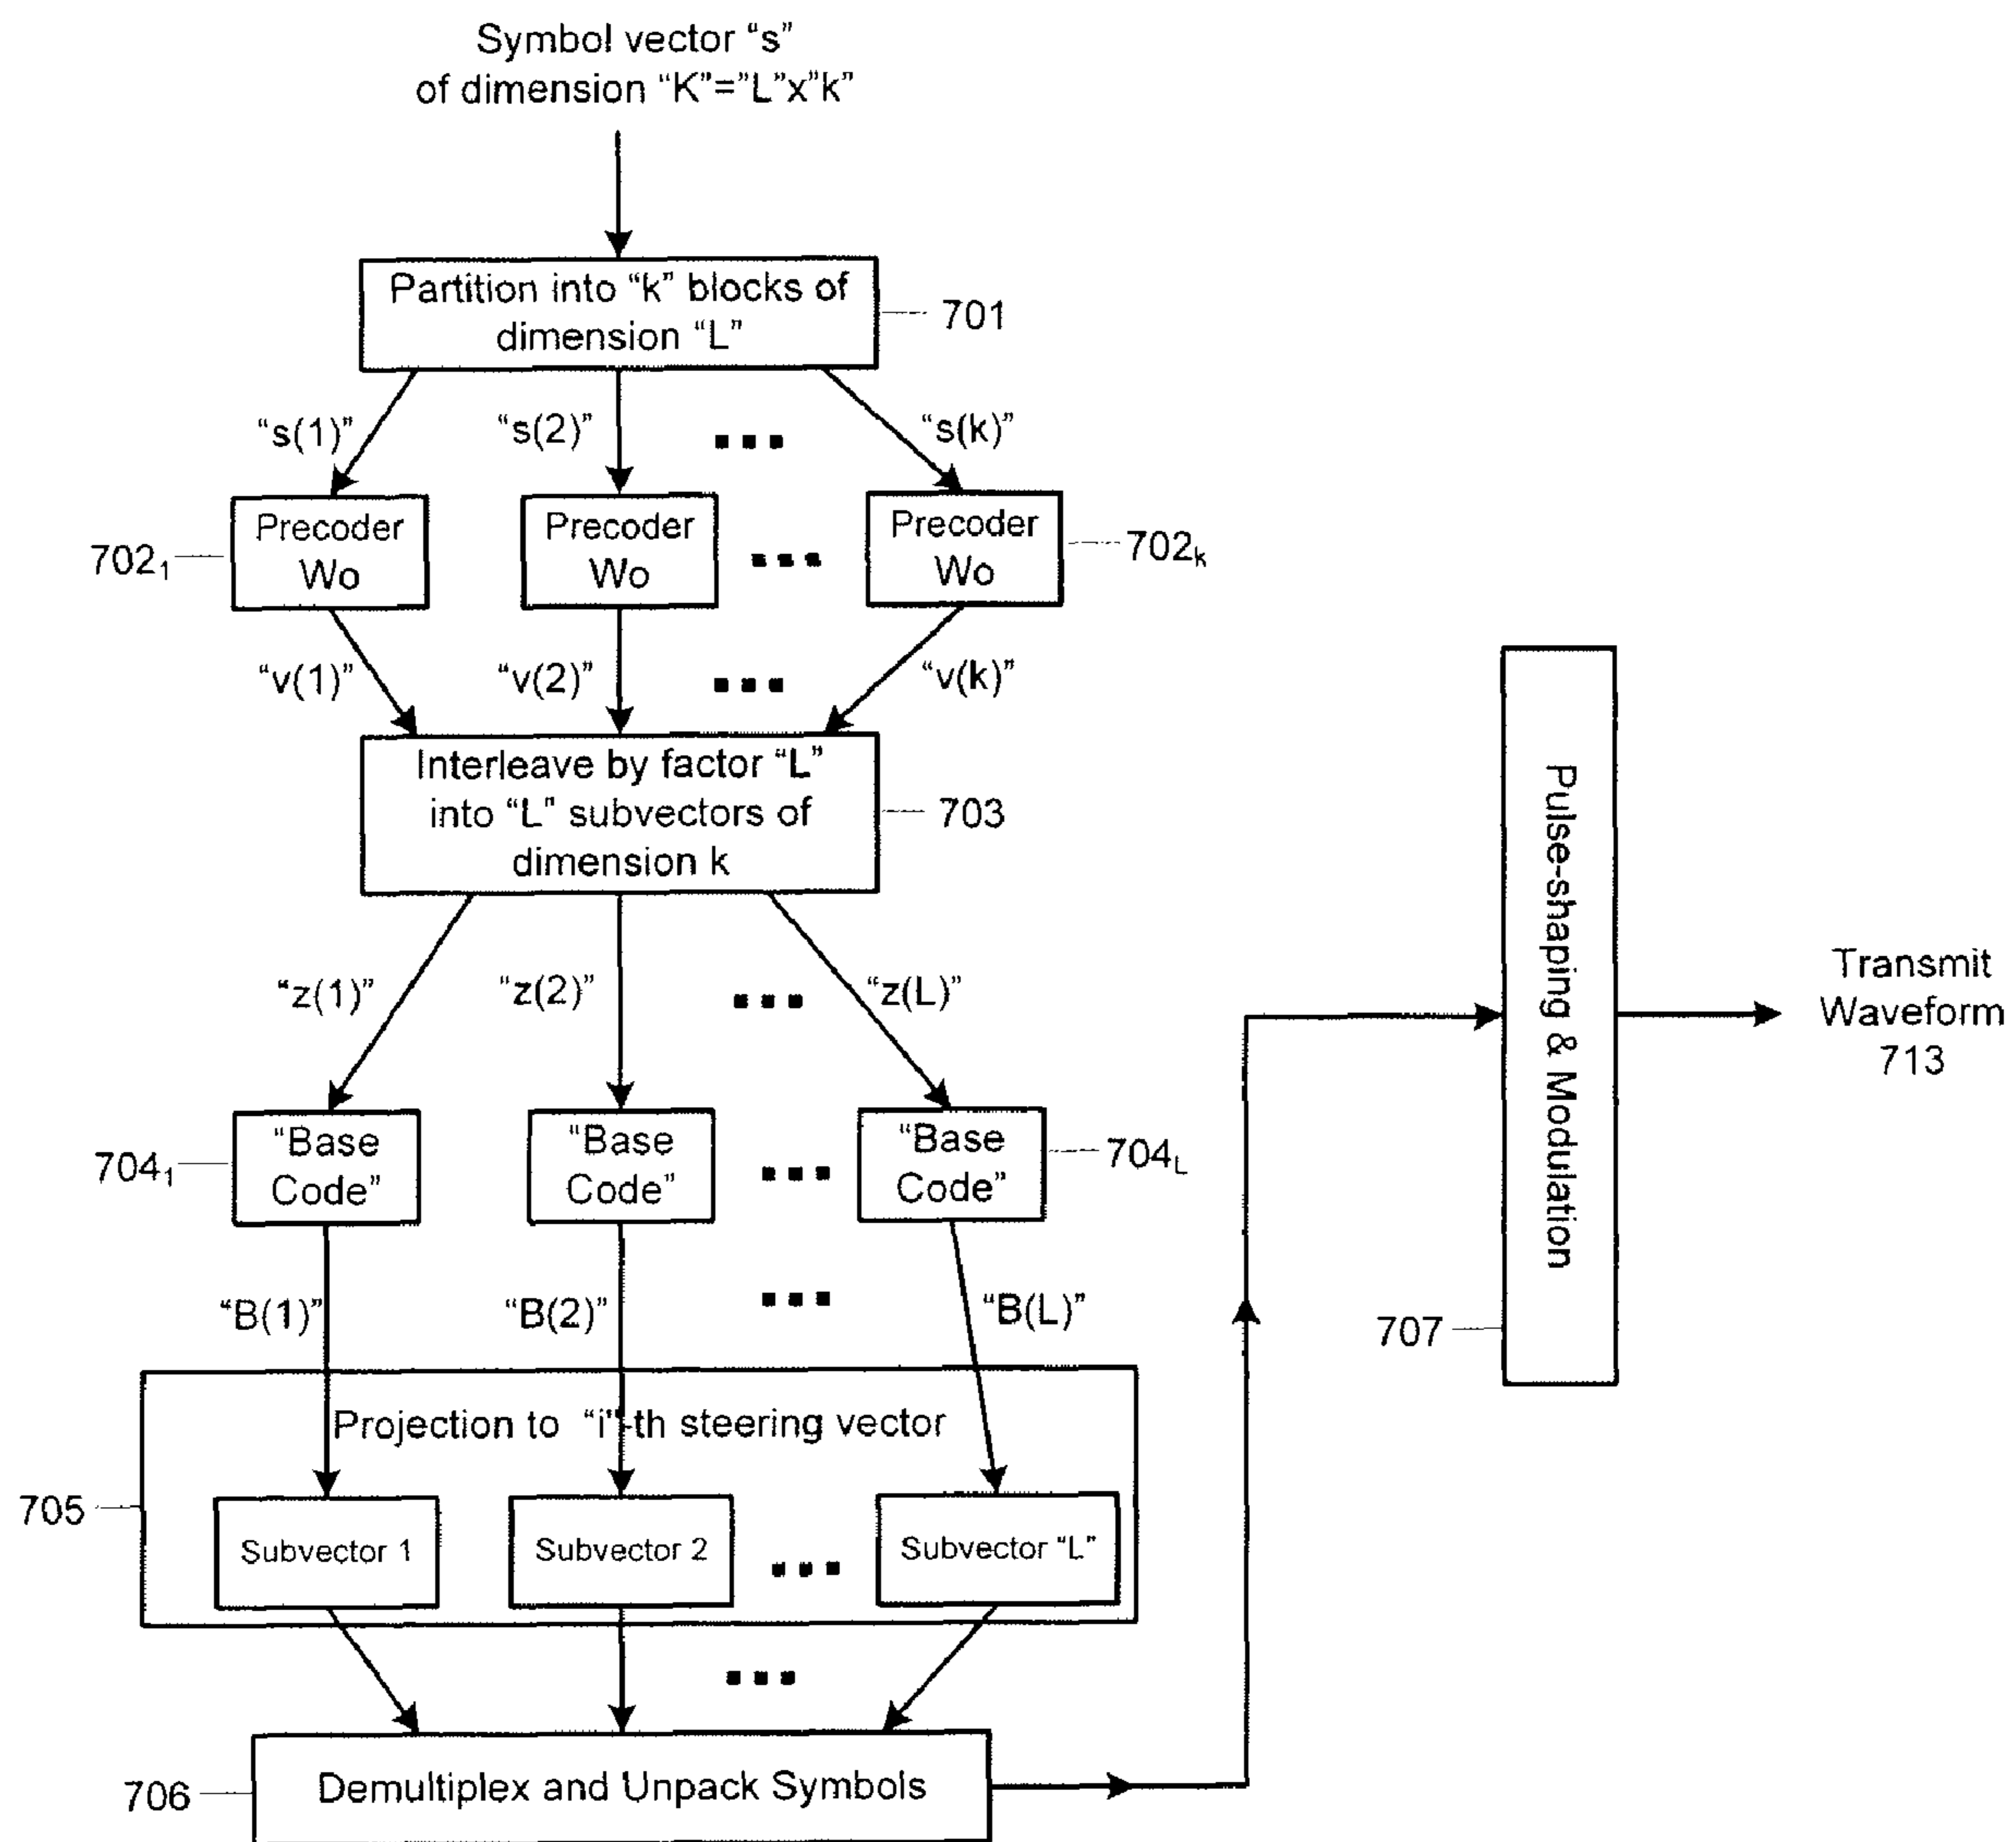 Symbol vector “s”
of dimension “K”=”L”x”k”
Partition into “k” blocks of
dimension “L”
701
“s(1)”
“s(2)”
“s(k)”
Precoder
Wo
Precoder
Wo
Precoder
Wo
702₁
702ₖ
“v(1)”
“v(2)”
“v(k)”
Interleave by factor “L”
into “L” subvectors of
dimension k
703
“z(1)”
“z(2)”
“z(L)”
“Base
Code”
“Base
Code”
“Base
Code”
704₁
704L
“B(1)”
“B(2)”
“B(L)”
Projection to “i”-th steering vector
705
Subvector 1
Subvector 2
Subvector “L”
706
Demultiplex and Unpack Symbols
Pulse-shaping & Modulation
707
Transmit
Waveform
713